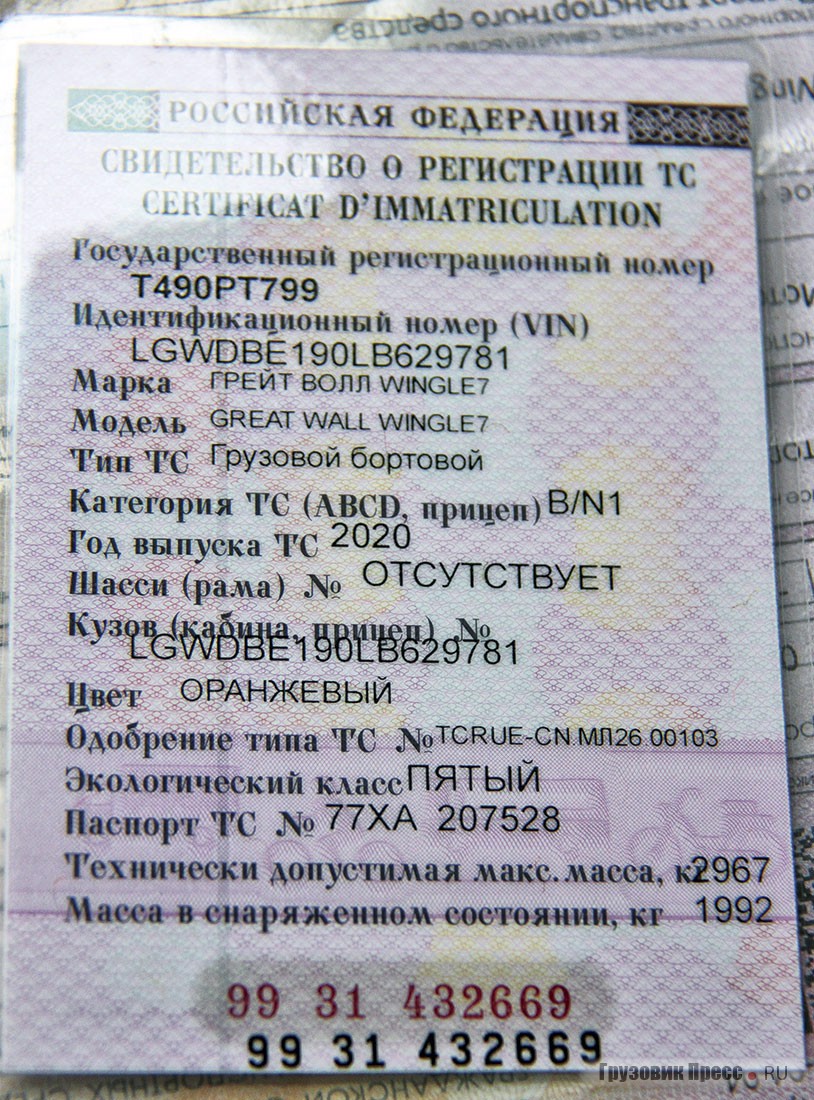 РОССИЙСКАЯ ФЕДЕРАЦИЯ
СВИДЕТЕЛЬСТВО О РЕГИСТРАЦИИ ТС
CERTIFICAT D'IMMATRICULATION
Государственный регистрационный номер
Т490РТ799
Идентификационный номер (VIN)
LGWDBE190LB629781
Марка ГРЕЙТ ВОЛЛ WINGLE7
Модель GREAT WALL WINGLE7
Тип ТС Грузовой бортовой
Категория ТС (ABCD, прицеп) B/N1
Год выпуска ТС 2020
Шасси (рама) № ОТСУТСТВУЕТ
Кузов (кабина, прицеп) №
LGWDBE190LB629781
Цвет ОРАНЖЕВЫЙ
Одобрение типа ТС № TCRUE-CN.МЛ26.00103
Экологический класс ПЯТЫЙ
Паспорт ТС № 77ХА 207528
Технически допустимая макс. масса, кг 2967
Масса в снаряженном состоянии, кг 1992
99 31 432669
99 31 432669
Грузовик Пресс.RU